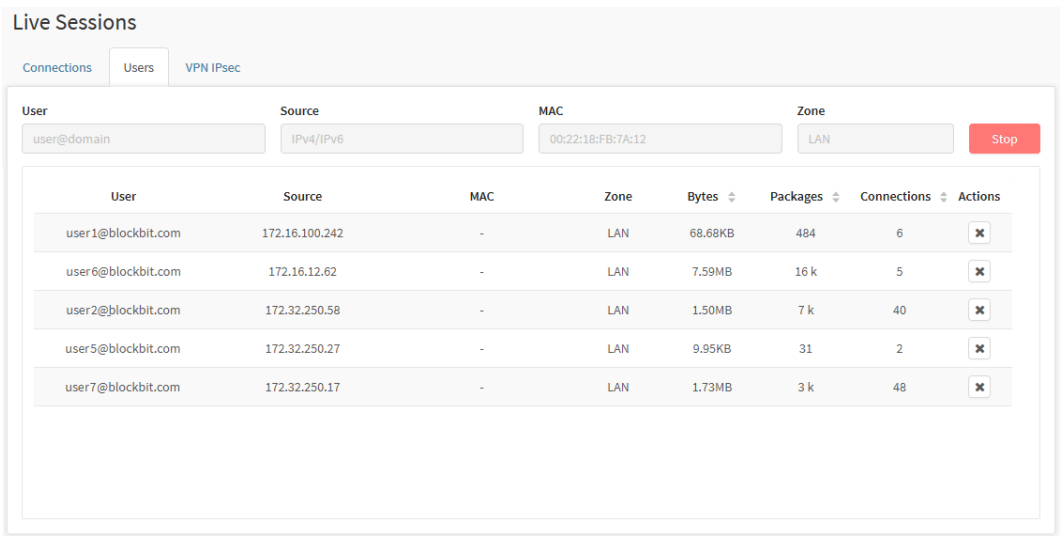 Live Sessions
Connections Users VPN IPsec
User Source MAC Zone
user@domain IPv4/IPv6 00:22:18:FB:7A:12 LAN Stop
User Source MAC Zone Bytes Packages Connections Actions
user1@blockbit.com 172.16.100.242 - LAN 68.68KB 484 6
user6@blockbit.com 172.16.12.62 - LAN 7.59MB 16 k 5
user2@blockbit.com 172.32.250.58 - LAN 1.50MB 7 k 40
user5@blockbit.com 172.32.250.27 - LAN 9.95KB 31 2
user7@blockbit.com 172.32.250.17 - LAN 1.73MB 3 k 48